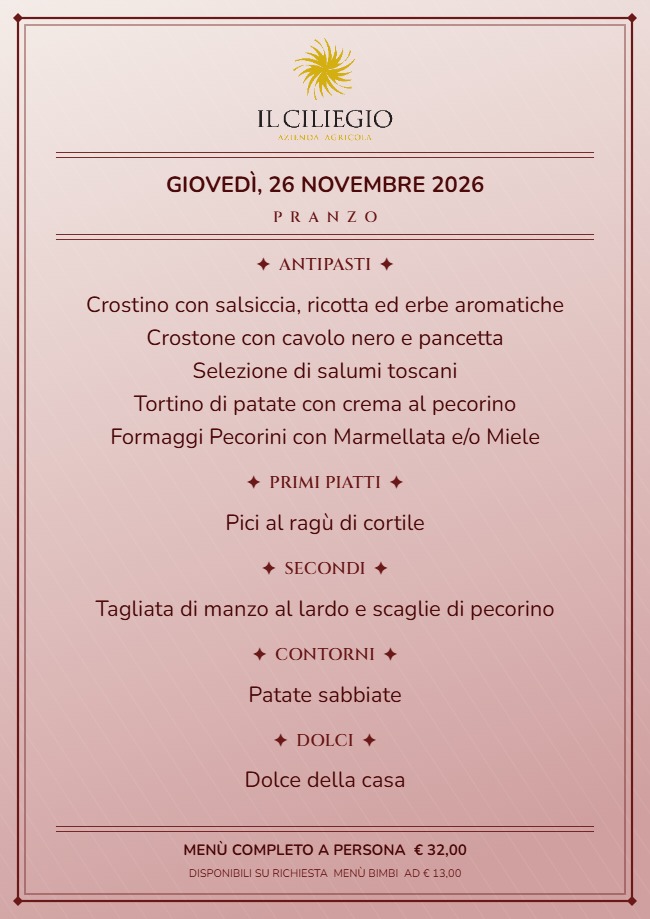 IL CILIEGIO
AZIENDA AGRICOLA
GIOVEDÌ, 26 NOVEMBRE 2026
PRANZO
ANTIPASTI
Crostino con salsiccia, ricotta ed erbe aromatiche
Crostone con cavolo nero e pancetta
Selezione di salumi toscani
Tortino di patate con crema al pecorino
Formaggi Pecorini con Marmellata e/o Miele
PRIMI PIATTI
Pici al ragù di cortile
SECONDI
Tagliata di manzo al lardo e scaglie di pecorino
CONTORNI
Patate sabbiate
DOLCI
Dolce della casa
MENÙ COMPLETO A PERSONA € 32,00
DISPONIBILI SU RICHIESTA MENÙ BIMBI AD € 13,00